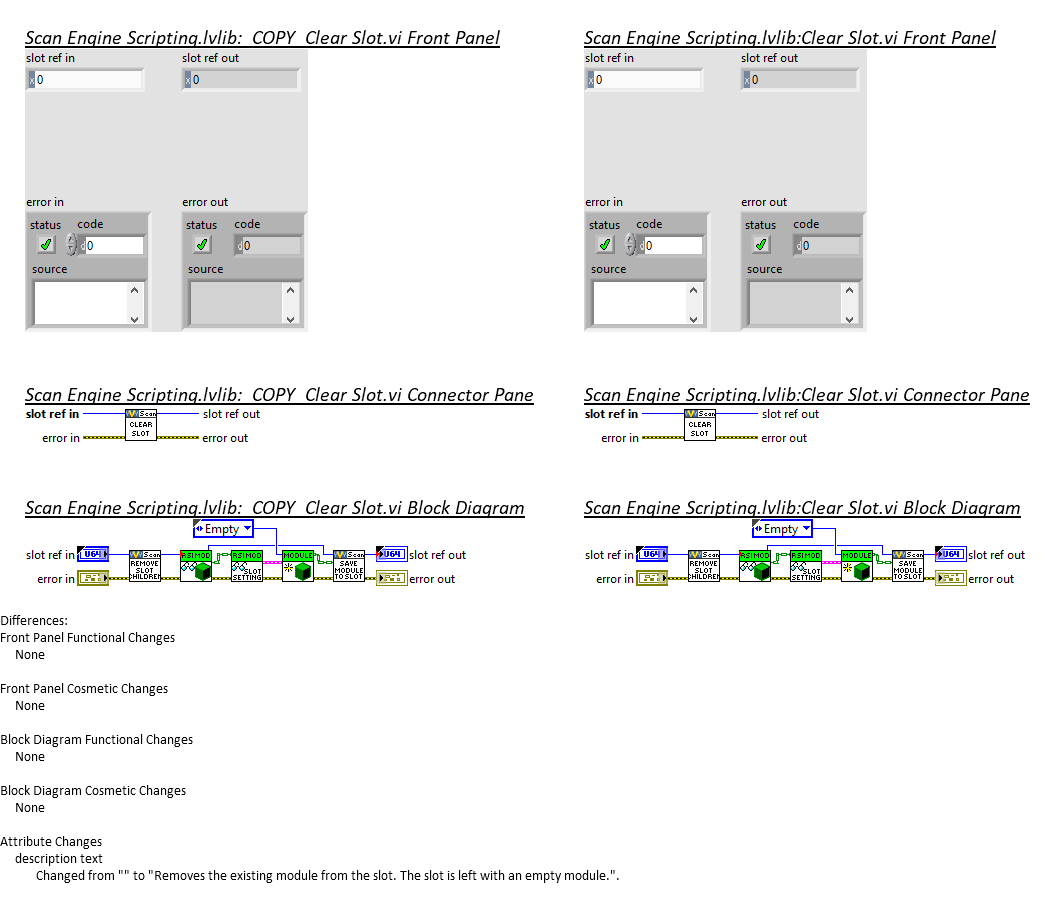 Scan Engine Scripting.lvlib:_COPY_Clear Slot.vi Front Panel
slot ref in
slot ref out
x 0
x 0
error in
error out
status
code
status
code
d 0
d 0
source
source
Scan Engine Scripting.lvlib:Clear Slot.vi Front Panel
slot ref in
slot ref out
x 0
x 0
error in
error out
status
code
status
code
d 0
d 0
source
source
Scan Engine Scripting.lvlib:_COPY_Clear Slot.vi Connector Pane
slot ref in
Scan
CLEAR
SLOT
slot ref out
error in
error out
Scan Engine Scripting.lvlib:Clear Slot.vi Connector Pane
slot ref in
Scan
CLEAR
SLOT
slot ref out
error in
error out
Scan Engine Scripting.lvlib:_COPY_Clear Slot.vi Block Diagram
Empty
slot ref in
U64
Scan
REMOVE
SLOT
CHILDREN
RSIMOD
RSIMOD
SLOT
SETTING
MODULE
Scan
SAVE
MODULE
TO SLOT
U64
slot ref out
error in
error out
Scan Engine Scripting.lvlib:Clear Slot.vi Block Diagram
Empty
slot ref in
U64
Scan
REMOVE
SLOT
CHILDREN
RSIMOD
RSIMOD
SLOT
SETTING
MODULE
Scan
SAVE
MODULE
TO SLOT
U64
slot ref out
error in
error out
Differences:
Front Panel Functional Changes
None
Front Panel Cosmetic Changes
None
Block Diagram Functional Changes
None
Block Diagram Cosmetic Changes
None
Attribute Changes
description text
Changed from "" to "Removes the existing module from the slot. The slot is left with an empty module.".